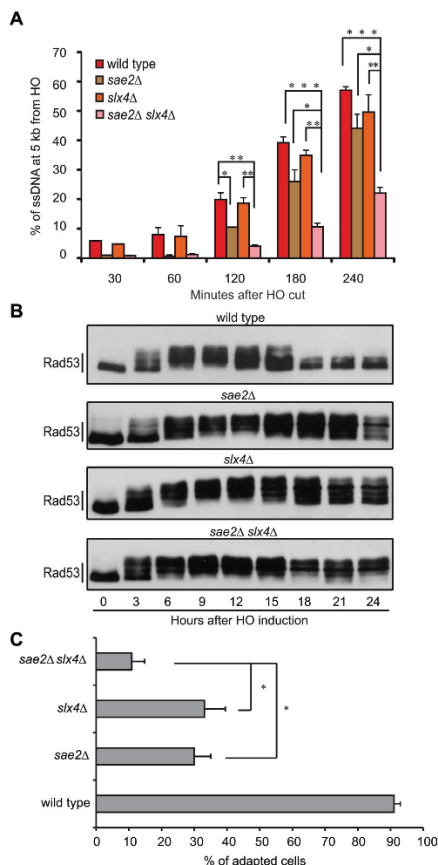 A
% of ssDNA at 5 kb from HO
70
60
50
40
30
20
10
0
wild type
sae2Δ
slx4Δ
sae2Δ slx4Δ
* *
*
**
* * *
*
**
* * *
*
**
30 60 120 180 240
Minutes after HO cut
B
wild type
Rad53
sae2Δ
Rad53
slx4Δ
Rad53
sae2Δ slx4Δ
Rad53
0 3 6 9 12 15 18 21 24
Hours after HO induction
C
sae2Δ slx4Δ
slx4Δ
sae2Δ
wild type
*
*
0 10 20 30 40 50 60 70 80 90 100
% of adapted cells